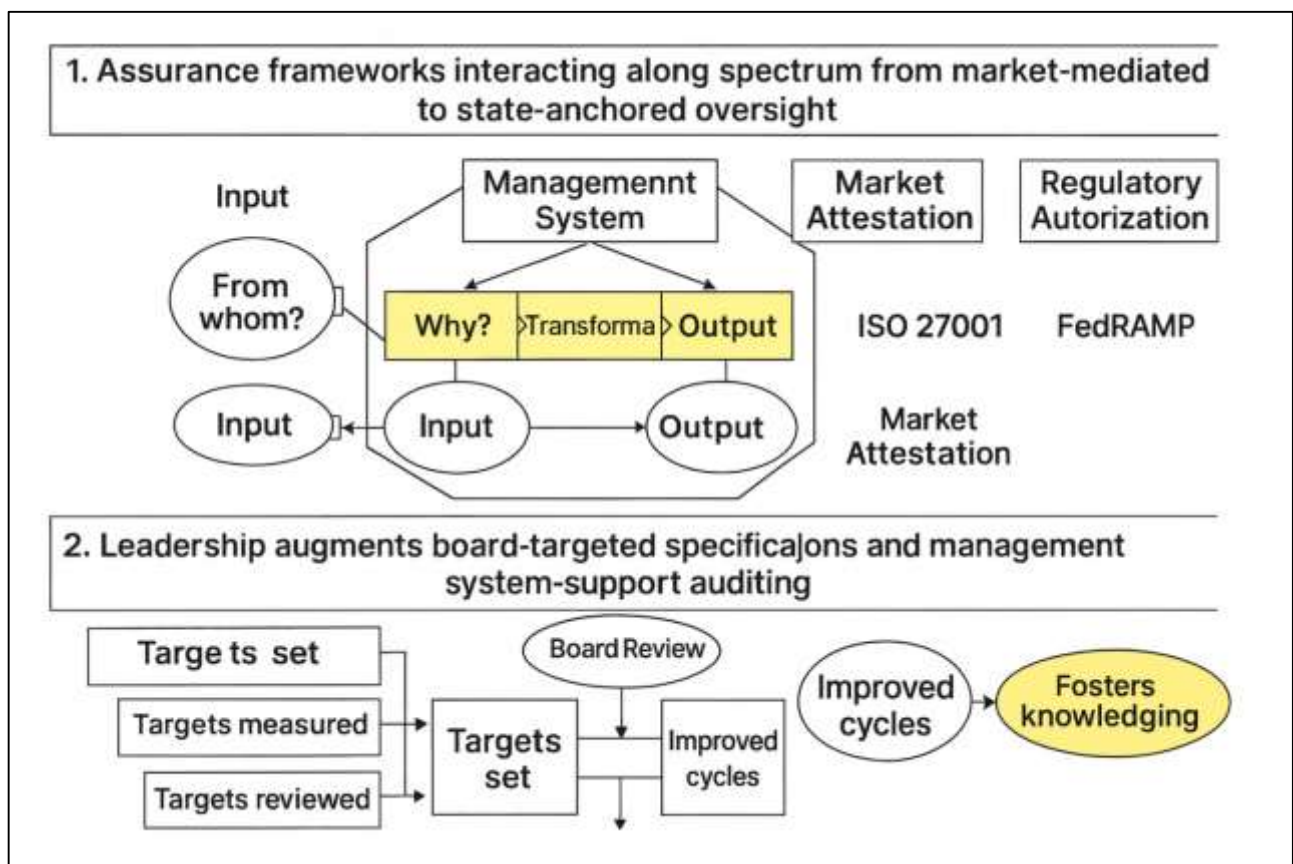 1. Assurance frameworks interacting along spectrum from market-mediated
to state-anchored oversight
Input
Managemennt
System
Market
Attestation
Regulatory
Autorization
From
whom?
Why?
Transforma
Output
ISO 27001
FedRAMP
Input
Input
Output
Market
Attestation
2. Leadership augments board-targeted specificaȷons and management
system-support auditing
Targe ts set
Targets measured
Targets reviewed
Board Review
Targets
set
Improved
cycles
Improved
cycles
Fosters
knowledging